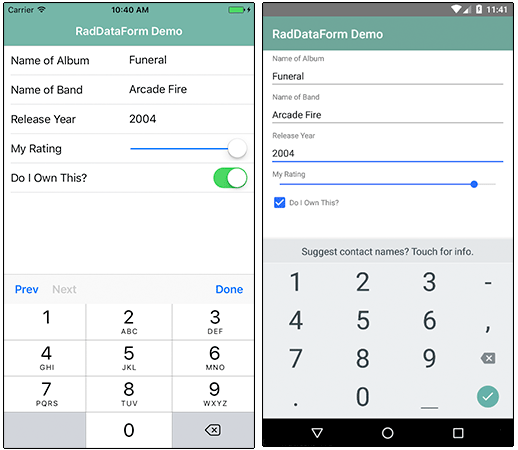 Carrier 10:40 AM
RadDataForm Demo
Name of Album Funeral
Name of Band Arcade Fire
Release Year 2004
My Rating
Do I Own This?
Prev Next Done
1 2 3
ABC DEF
4 5 6
GHI JKL MNO
7 8 9
PQRS TUV WXYZ
0
11:41
RadDataForm Demo
Name of Album
Funeral
Name of Band
Arcade Fire
Release Year
2004
My Rating
Do I Own This?
Suggest contact names? Touch for info.
1 2 3 -
4 5 6 ,
7 8 9
. 0 _